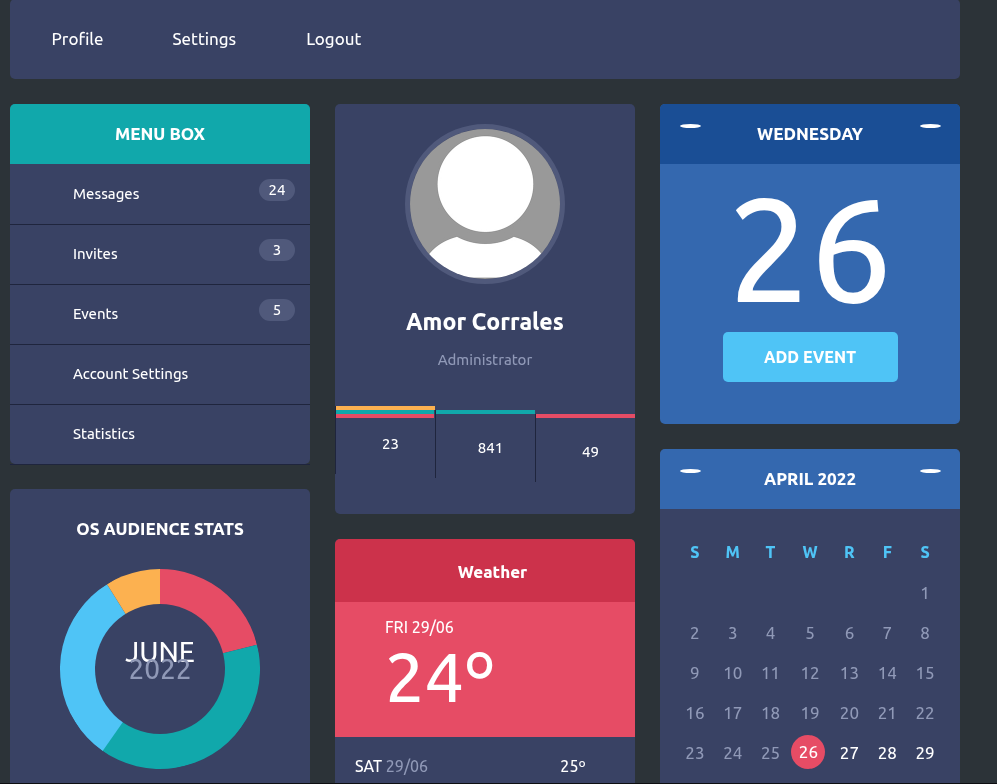 Profile Settings Logout
MENU BOX
Messages 24
Invites 3
Events 5
Account Settings
Statistics
OS AUDIENCE STATS
JUNE
2022
Amor Corrales
Administrator
23 841 49
Weather
FRI 29/06
24º
SAT 29/06 25º
WEDNESDAY
26
ADD EVENT
APRIL 2022
S M T W R F S
1
2 3 4 5 6 7 8
9 10 11 12 13 14 15
16 17 18 19 20 21 22
23 24 25 26 27 28 29